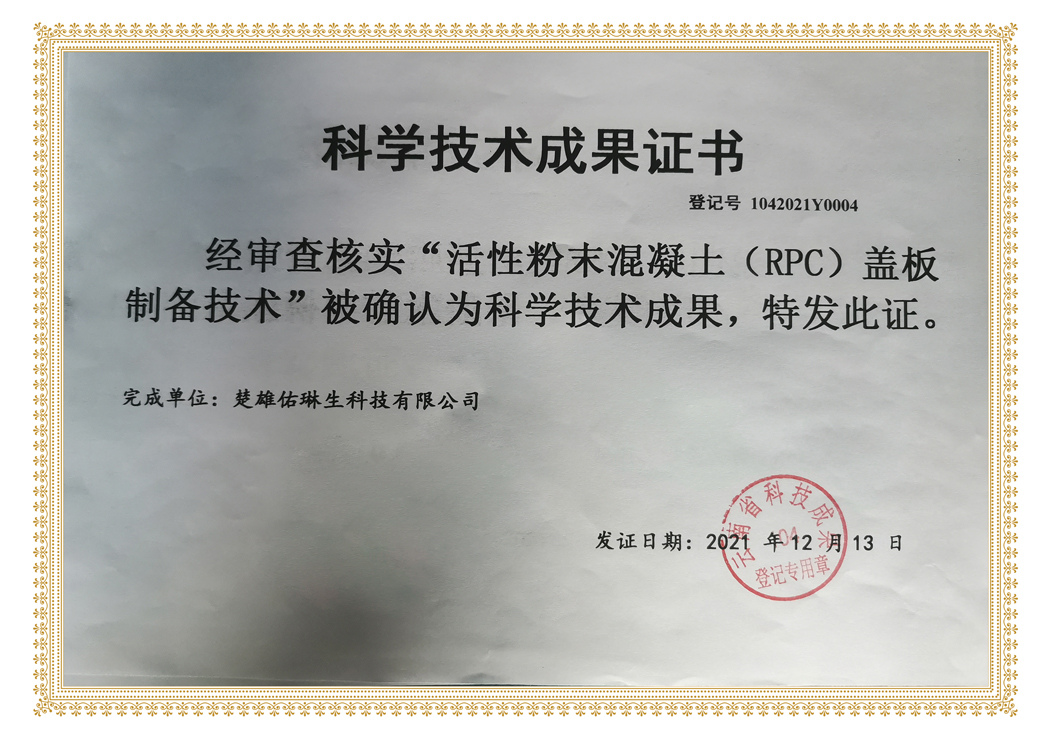 科学技术成果证书
登记号 1042021Y0004
经审查核实“活性粉末混凝土（RPC）盖板
制备技术”被确认为科学技术成果，特发此证。
完成单位：楚雄佑琳生科技有限公司
云南省科技成果
04
登记专用章
发证日期：2021 年 12 月 13 日